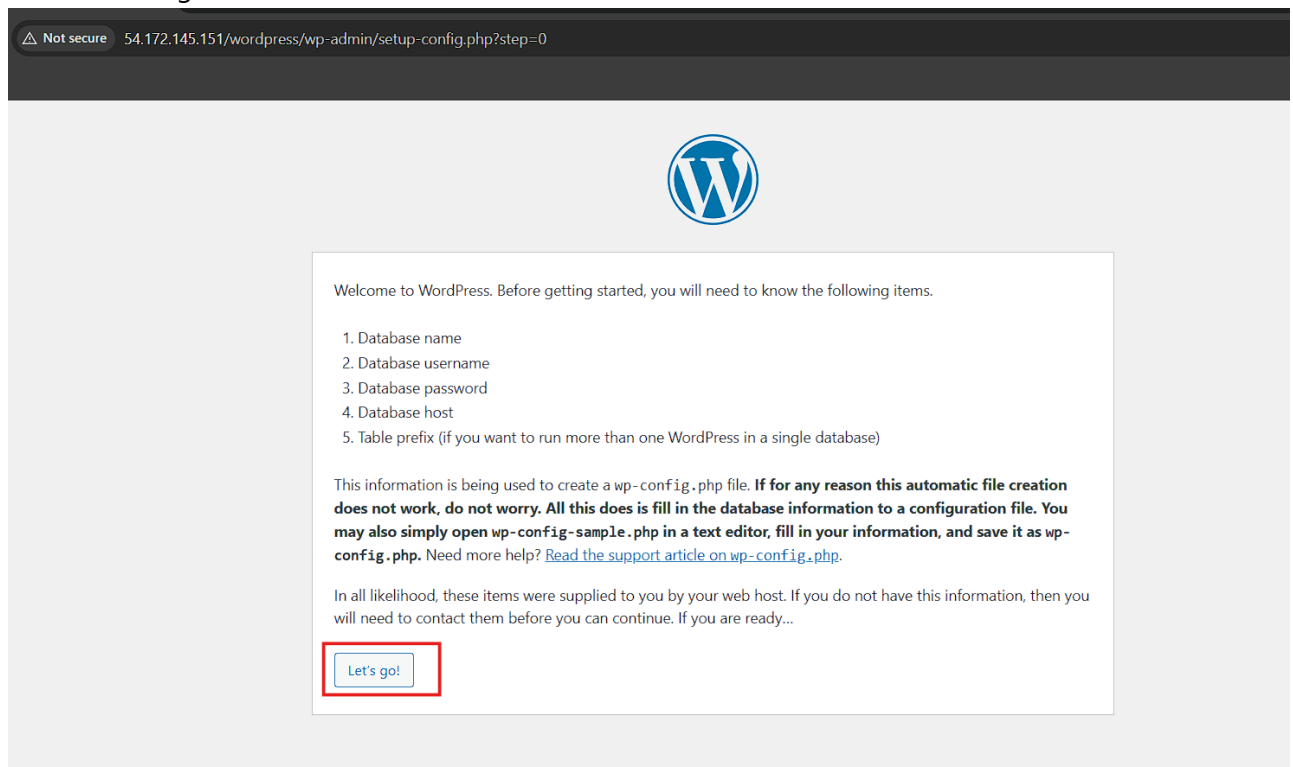 Not secure 54.172.145.151/wordpress/wp-admin/setup-config.php?step=0
Welcome to WordPress. Before getting started, you will need to know the following items.
1. Database name
2. Database username
3. Database password
4. Database host
5. Table prefix (if you want to run more than one WordPress in a single database)
This information is being used to create a wp-config.php file. If for any reason this automatic file creation
does not work, do not worry. All this does is fill in the database information to a configuration file. You
may also simply open wp-config-sample.php in a text editor, fill in your information, and save it as wp-
config.php. Need more help? Read the support article on wp-config.php.
In all likelihood, these items were supplied to you by your web host. If you do not have this information, then you
will need to contact them before you can continue. If you are ready...
Let's go!